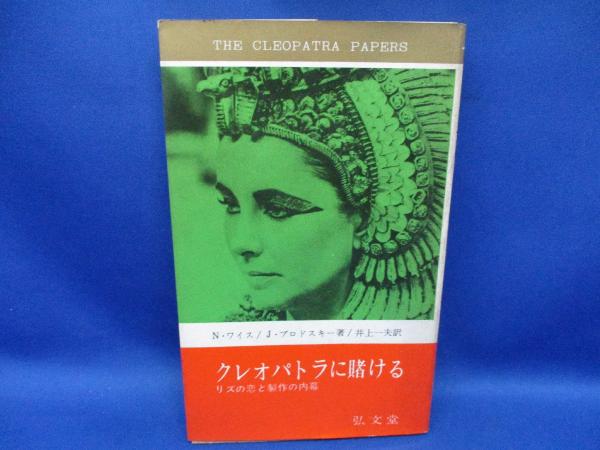 THE CLEOPATRA PAPERS
N・ワイス/J・ブロドスキー著/井上一夫訳
クレオパトラに賭ける
リズの恋と製作の内幕
弘文堂